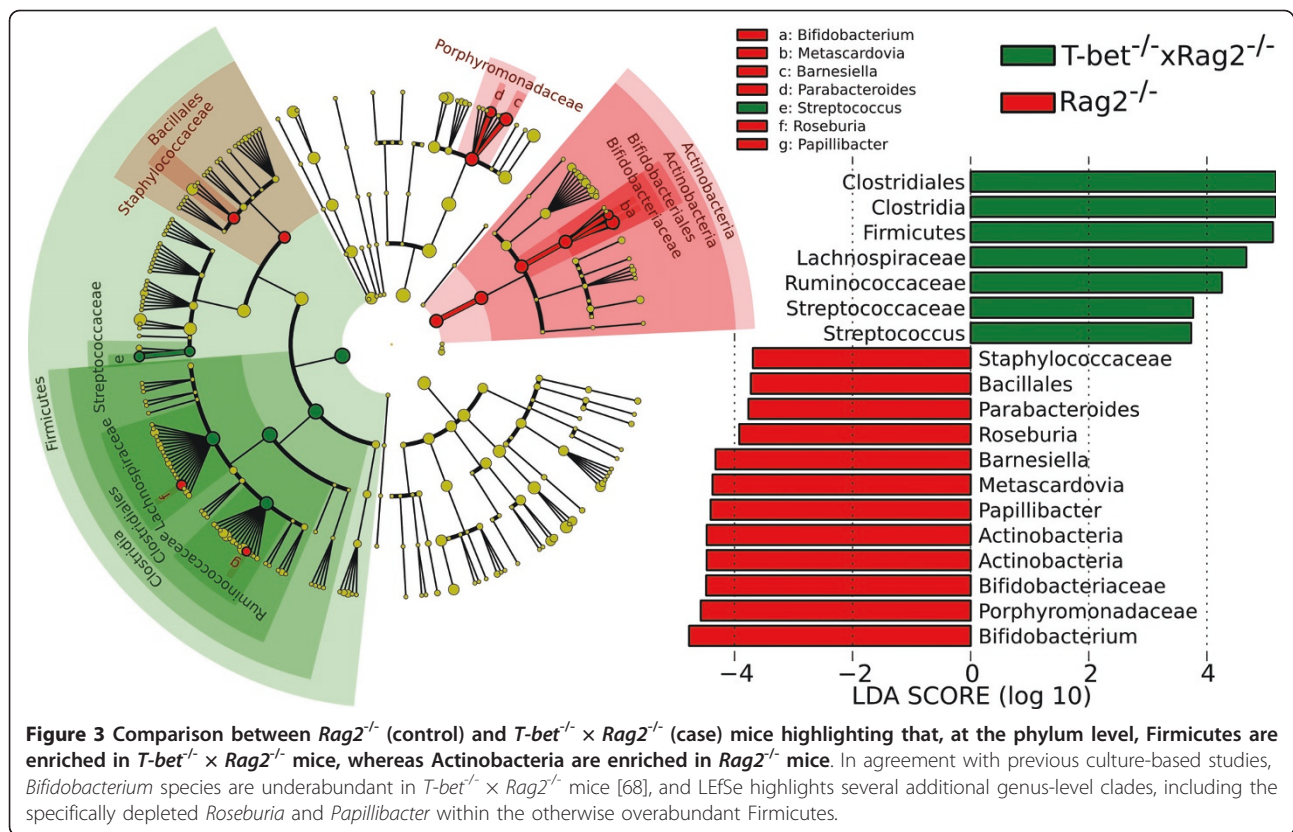 a: Bifidobacterium
b: Metascardovia
c: Barnesiella
d: Parabacteroides
e: Streptococcus
f: Roseburia
g: Papillibacter
T-bet-/-xRag2-/-
Rag2-/-
Porphyromonadaceae
d
c
Bacillales
Staphylococcaceae
Actinobacteria
Actinobacteria
Bifidobacteriales
Bifidobacteriaceae
b
a
Streptococcaceae
e
Firmicutes
Lachnospiraceae
f
Clostridiales
Clostridia
Ruminococcaceae
g
Clostridiales
Clostridia
Firmicutes
Lachnospiraceae
Ruminococcaceae
Streptococcaceae
Streptococcus
Staphylococcaceae
Bacillales
Parabacteroides
Roseburia
Barnesiella
Metascardovia
Papillibacter
Actinobacteria
Actinobacteria
Bifidobacteriaceae
Porphyromonadaceae
Bifidobacterium
−4 −2 0 2 4
LDA SCORE (log 10)
Figure 3 Comparison between Rag2-/- (control) and T-bet-/- × Rag2-/- (case) mice highlighting that, at the phylum level, Firmicutes are
enriched in T-bet-/- × Rag2-/- mice, whereas Actinobacteria are enriched in Rag2-/- mice. In agreement with previous culture-based studies,
Bifidobacterium species are underabundant in T-bet-/- × Rag2-/- mice [68], and LEfSe highlights several additional genus-level clades, including the
specifically depleted Roseburia and Papillibacter within the otherwise overabundant Firmicutes.